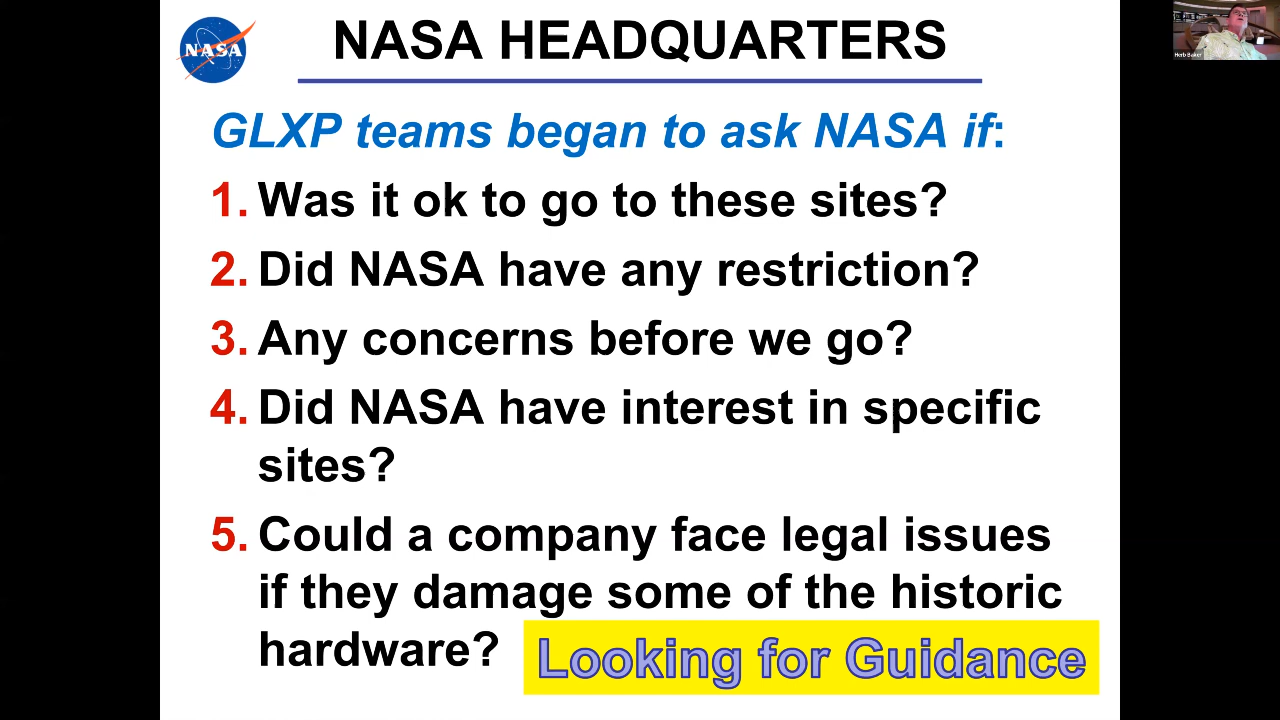 NASA
NASA HEADQUARTERS
Herb Baker
GLXP teams began to ask NASA if:
1. Was it ok to go to these sites?
2. Did NASA have any restriction?
3. Any concerns before we go?
4. Did NASA have interest in specific
sites?
5. Could a company face legal issues
if they damage some of the historic
hardware?
Looking for Guidance